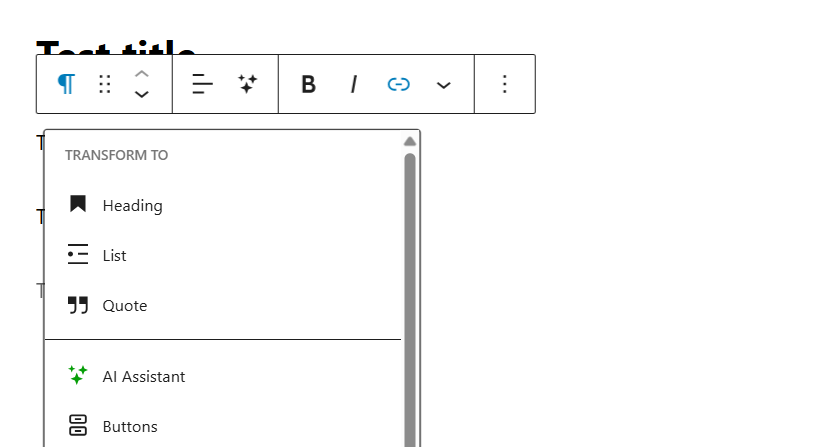 Test title
B I
TRANSFORM TO
Heading
List
Quote
AI Assistant
Buttons